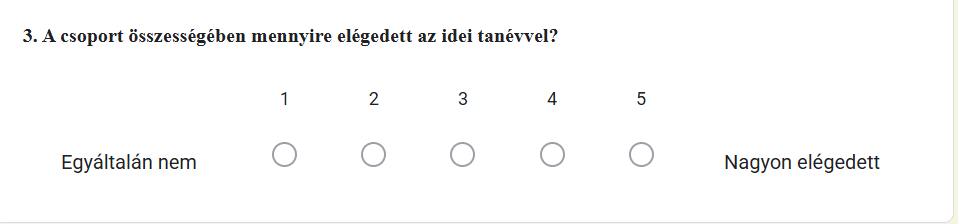 3. A csoport összességében mennyire elégedett az idei tanévvel?
1 2 3 4 5
Egyáltalán nem Nagyon elégedett